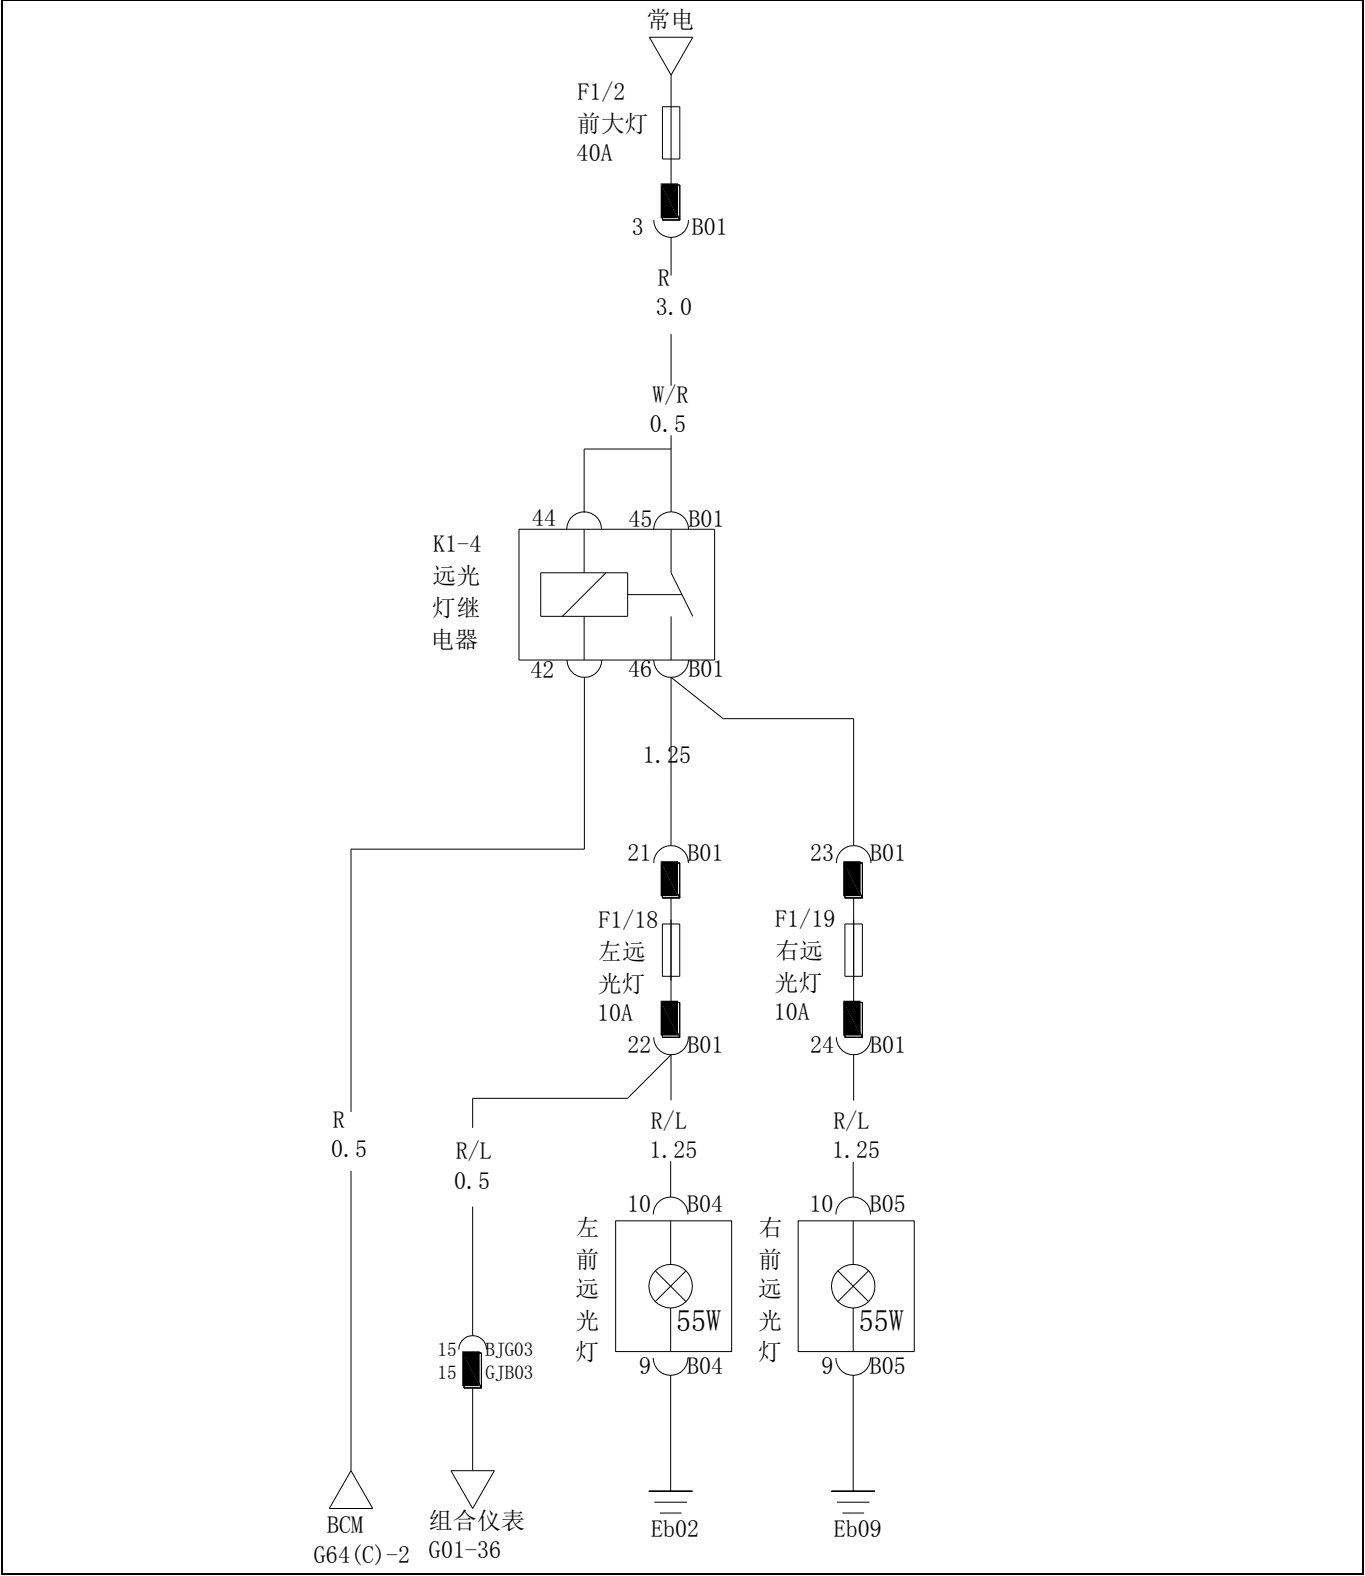 常电
F1/2
前大灯
40A
3 B01
R
3.0
W/R
0.5
44 45 B01
K1-4
远光
灯继
电器
42 46 B01
1.25
21 B01
23 B01
F1/18
左远
光灯
10A
F1/19
右远
光灯
10A
22 B01
24 B01
R
0.5
R/L
0.5
R/L
1.25
R/L
1.25
10 B04
左
前
远
光
灯
55W
9 B04
10 B05
右
前
远
光
灯
55W
9 B05
15 BJG03
15 GJB03
BCM
G64(C)-2
组合仪表
G01-36
Eb02
Eb09